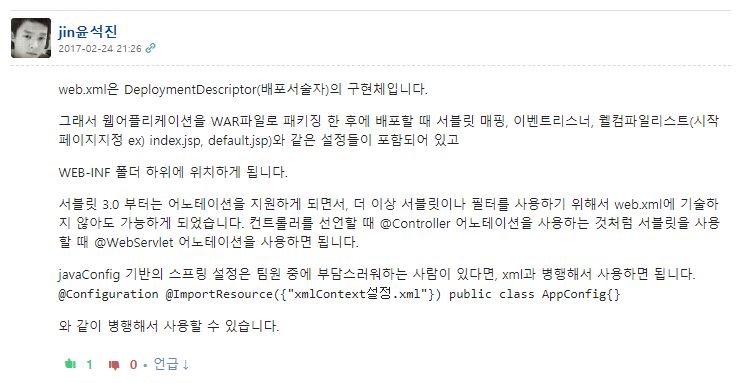 jin윤석진
2017-02-24 21:26
web.xml은 DeploymentDescriptor(배포서술자)의 구현체입니다.
그래서 웹어플리케이션을 WAR파일로 패키징 한 후에 배포할 때 서블릿 매핑, 이벤트리스너, 웰컴파일리스트(시작
페이지지정 ex) index.jsp, default.jsp)와 같은 설정들이 포함되어 있고
WEB-INF 폴더 하위에 위치하게 됩니다.
서블릿 3.0 부터는 어노테이션을 지원하게 되면서, 더 이상 서블릿이나 필터를 사용하기 위해서 web.xml에 기술하
지 않아도 가능하게 되었습니다. 컨트롤러를 선언할 때 @Controller 어노테이션을 사용하는 것처럼 서블릿을 사용
할 때 @WebServlet 어노테이션을 사용하면 됩니다.
javaConfig 기반의 스프링 설정은 팀원 중에 부담스러워하는 사람이 있다면, xml과 병행해서 사용하면 됩니다.
@Configuration @ImportResource({"xmlContext설정.xml"}) public class AppConfig{}
와 같이 병행해서 사용할 수 있습니다.
1 0 • 언급↓